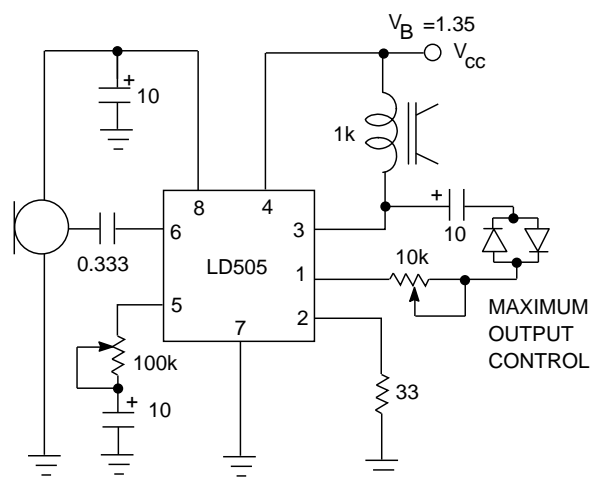 V_B =1.35
V_CC
+
10
1k
8
4
+
6
3
10
0.333
LD505
10k
1
5
2
MAXIMUM
OUTPUT
CONTROL
7
100k
+
10
33